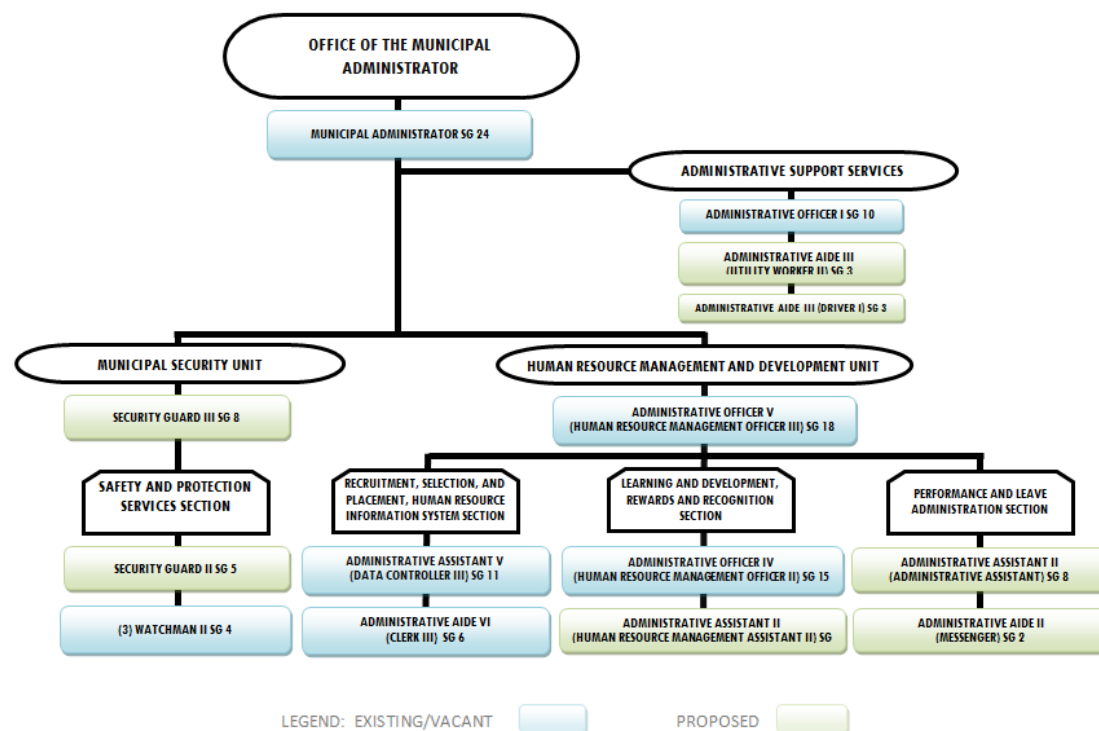 OFFICE OF THE MUNICIPAL
ADMINISTRATOR
MUNICIPAL ADMINISTRATOR SG 24
ADMINISTRATIVE SUPPORT SERVICES
ADMINISTRATIVE OFFICER I SG 10
ADMINISTRATIVE AIDE III
(UTILITY WORKER II) SG 3
ADMINISTRATIVE AIDE III (DRIVER I) SG 3
MUNICIPAL SECURITY UNIT
SECURITY GUARD III SG 8
SAFETY AND PROTECTION
SERVICES SECTION
SECURITY GUARD II SG 5
(3) WATCHMAN II SG 4
HUMAN RESOURCE MANAGEMENT AND DEVELOPMENT UNIT
ADMINISTRATIVE OFFICER V
(HUMAN RESOURCE MANAGEMENT OFFICER III) SG 18
RECRUITMENT, SELECTION, AND
PLACEMENT, HUMAN RESOURCE
INFORMATION SYSTEM SECTION
ADMINISTRATIVE ASSISTANT V
(DATA CONTROLLER III) SG 11
ADMINISTRATIVE AIDE VI
(CLERK III) SG 6
LEARNING AND DEVELOPMENT,
REWARDS AND RECOGNITION
SECTION
ADMINISTRATIVE OFFICER IV
(HUMAN RESOURCE MANAGEMENT OFFICER II) SG 15
ADMINISTRATIVE ASSISTANT II
(HUMAN RESOURCE MANAGEMENT ASSISTANT II) SG
PERFORMANCE AND LEAVE
ADMINISTRATION SECTION
ADMINISTRATIVE ASSISTANT II
(ADMINISTRATIVE ASSISTANT) SG 8
ADMINISTRATIVE AIDE II
(MESSENGER) SG 2
LEGEND: EXISTING/VACANT
PROPOSED